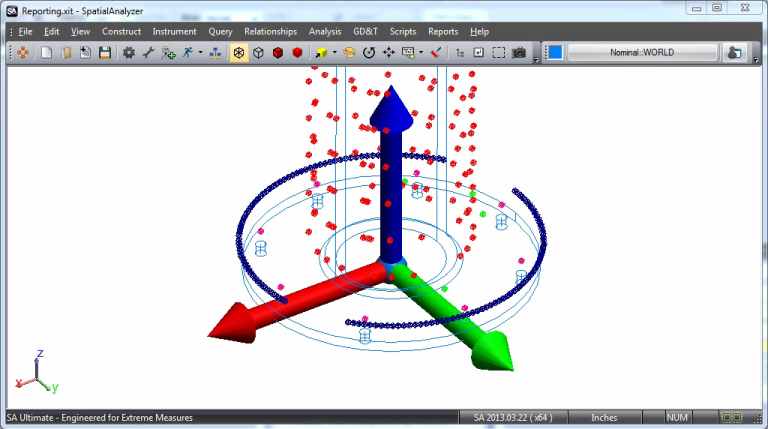 SA Reporting.xit - SpatialAnalyzer
File Edit View Construct Instrument Query Relationships Analysis GD&T Scripts Reports Help
Nominal::WORLD
Z
X
y
SA Ultimate - Engineered for Extreme Measures SA 2013.03.22 ( x64 ) Inches NUM